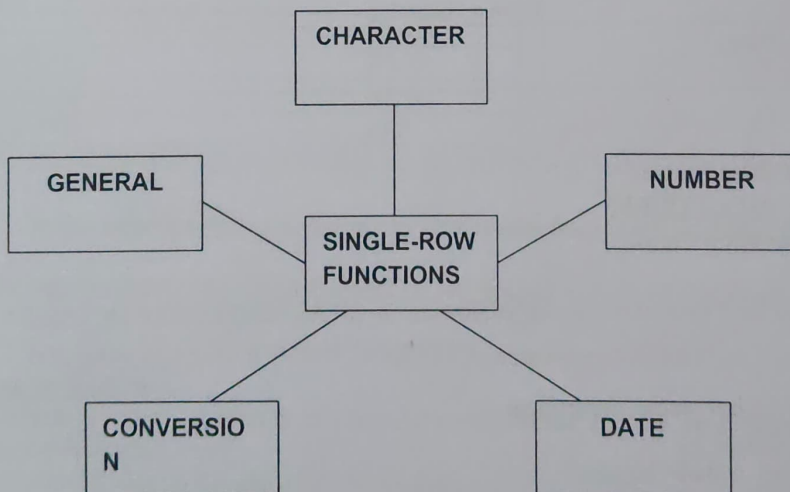 CHARACTER
GENERAL
NUMBER
SINGLE-ROW
FUNCTIONS
CONVERSIO
N
DATE